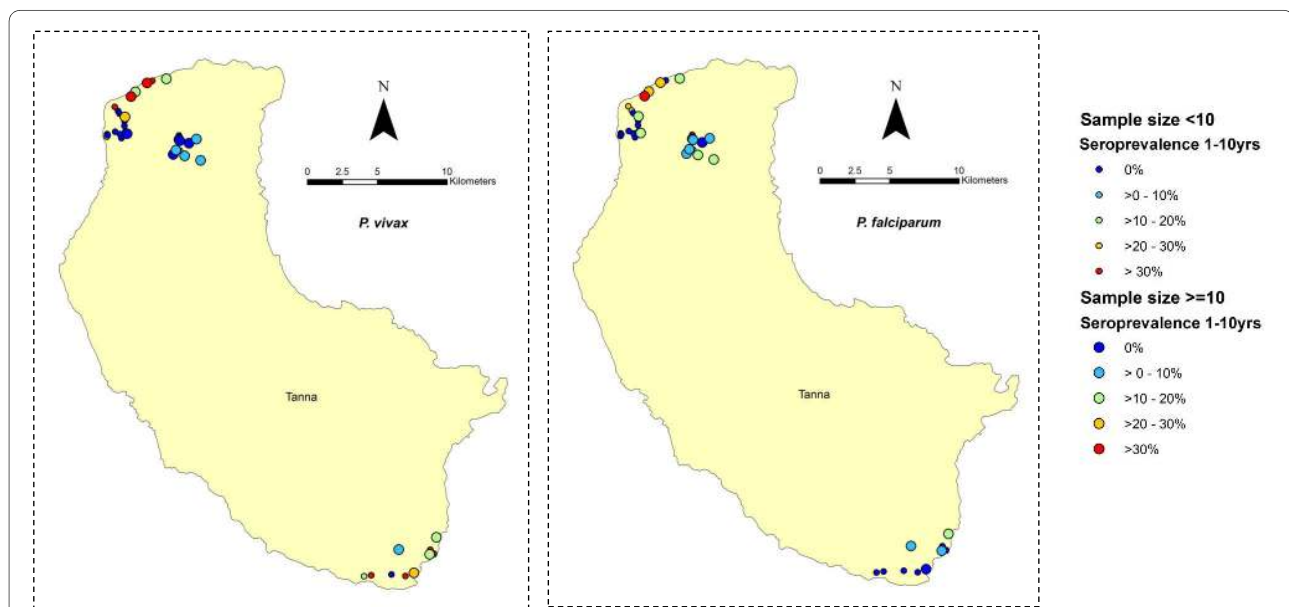 N
0 2.5 5 10
Kilometers
P. vivax
Tanna
N
0 2.5 5 10
Kilometers
P. falciparum
Tanna
Sample size <10
Seroprevalence 1-10yrs
0%
>0 - 10%
>10 - 20%
>20 - 30%
> 30%
Sample size >=10
Seroprevalence 1-10yrs
0%
> 0 - 10%
>10 - 20%
>20 - 30%
>30%